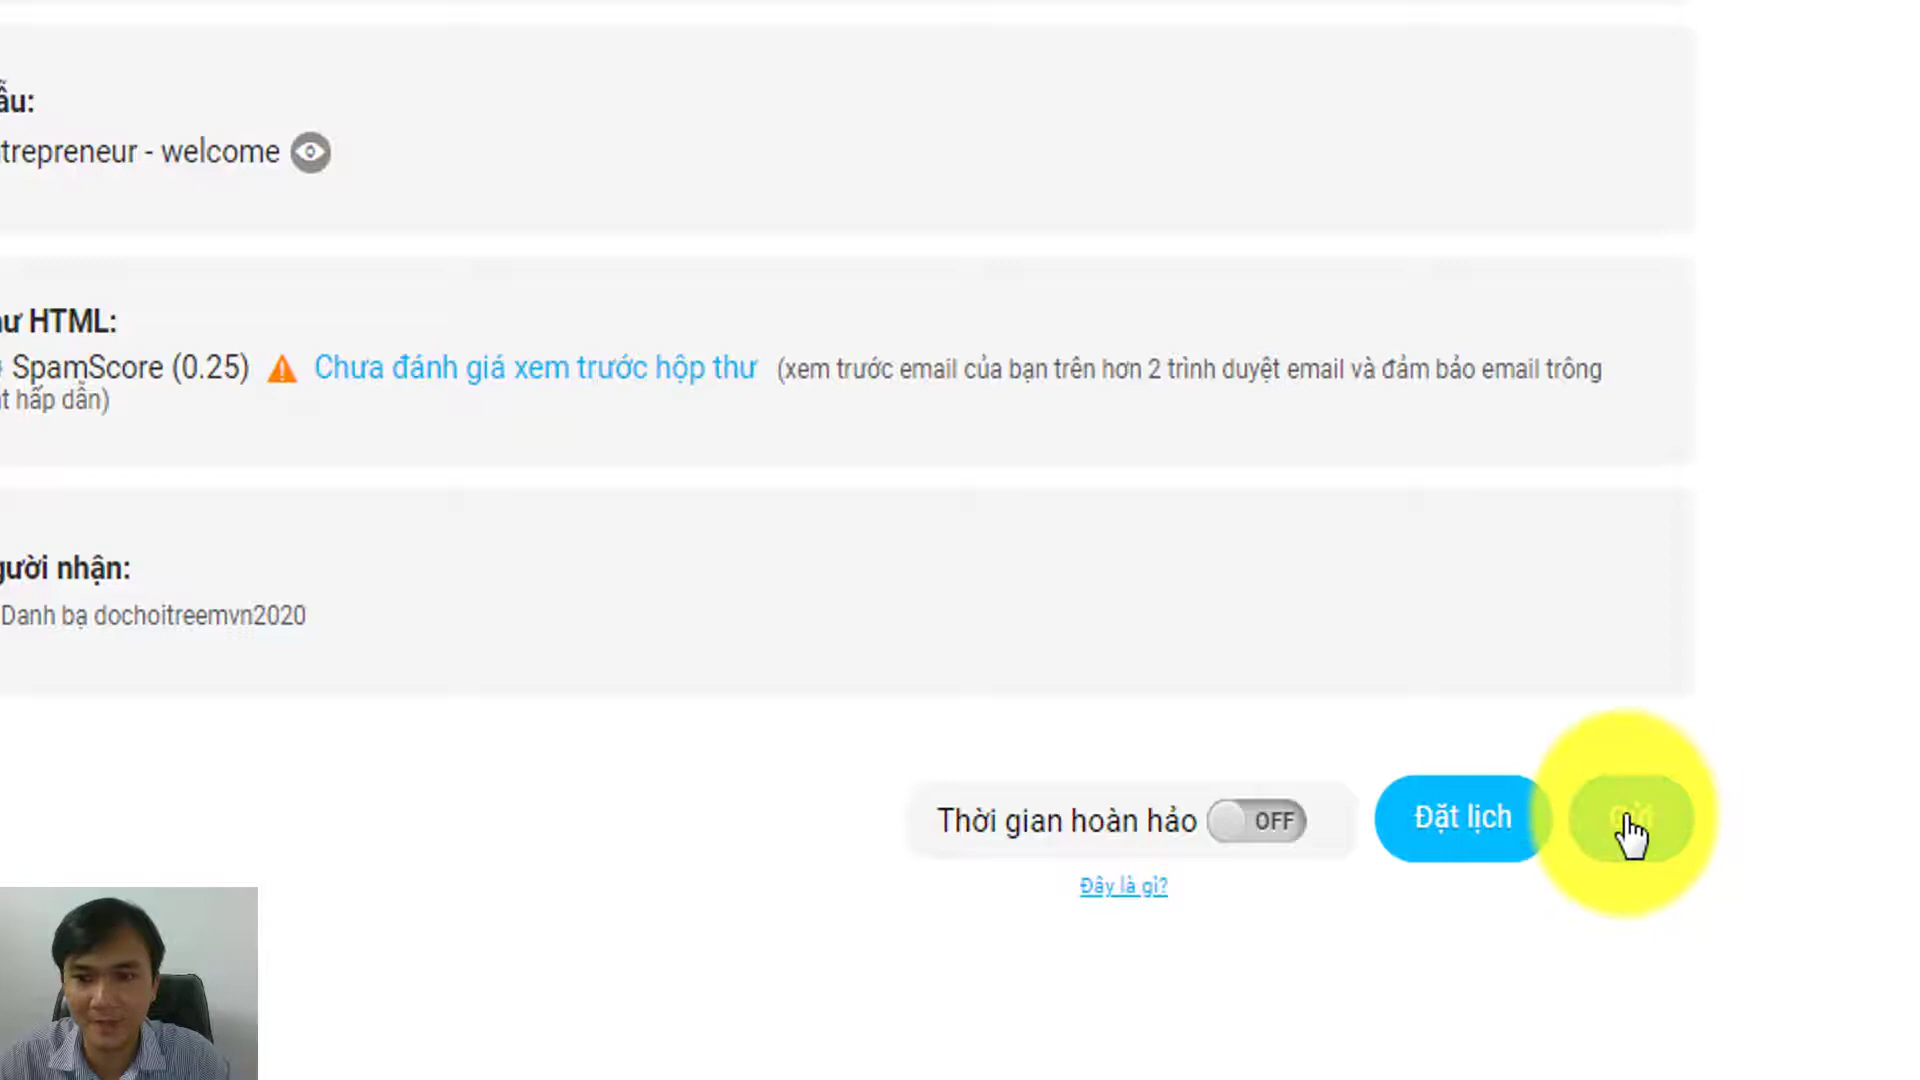 ẫu:
trepreneur - welcome
ư HTML:
SpamScore (0.25) Chưa đánh giá xem trước hộp thư (xem trước email của bạn trên hơn 2 trình duyệt email và đảm bảo email trông
t hấp dẫn)
gười nhận:
Danh bạ dochoitreemvn2020
Thời gian hoàn hảo OFF Đặt lịch Gửi
Đây là gì?